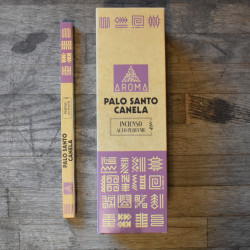 AROMA
PALO SANTO
CANELA
INCIENSO
ALTO PERFUME
PALO SANTO
CANELA